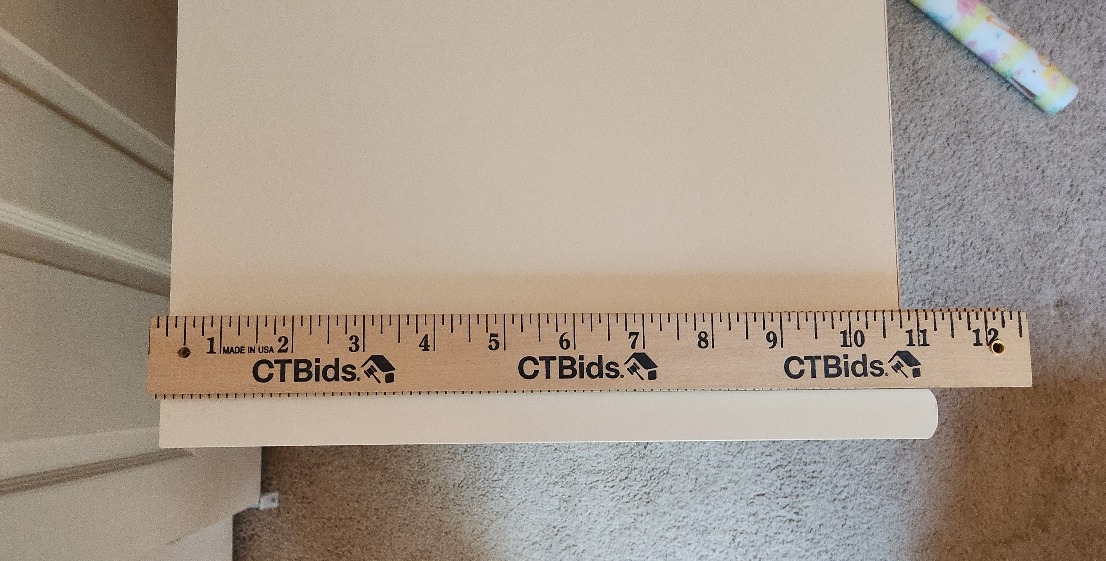 1 MADE IN USA 2 3 4 5 6 7 8 9 10 11 12
CTBids. CTBids. CTBids.